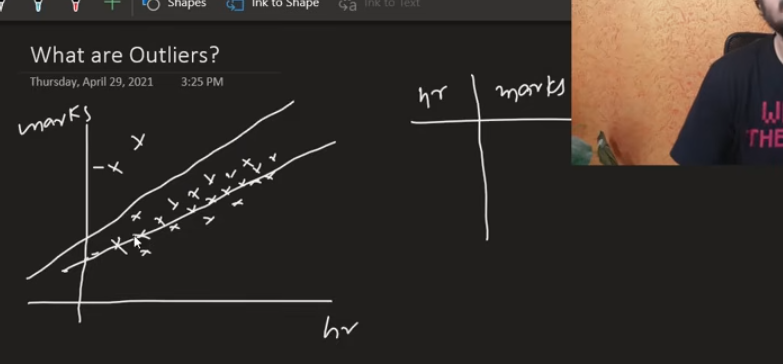 Shapes Ink to Shape Ink to Text
What are Outliers?
Thursday, April 29, 2021 3:25 PM
marks
hr
hr marks
THE